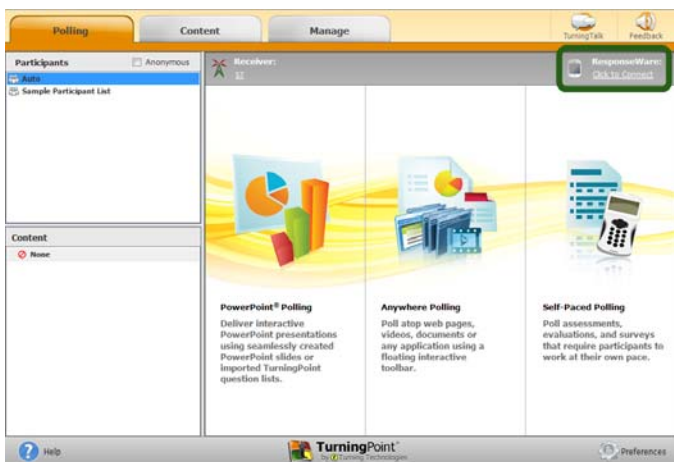 Polling
Content
Manage
TurningTalk
Feedback
Participants
Anonymous
Auto
Sample Participant List
Receiver:
ResponseWare:
Click to Connect
Content
None
PowerPoint® Polling
Deliver interactive
PowerPoint presentations
using seamlessly created
PowerPoint slides or
imported TurningPoint
question lists.
Anywhere Polling
Poll atop web pages,
videos, documents or
any application using a
floating interactive
toolbar.
Self-Paced Polling
Poll assessments,
evaluations, and surveys
that require participants to
work at their own pace.
Help
TurningPoint
by Turning Technologies
Preferences